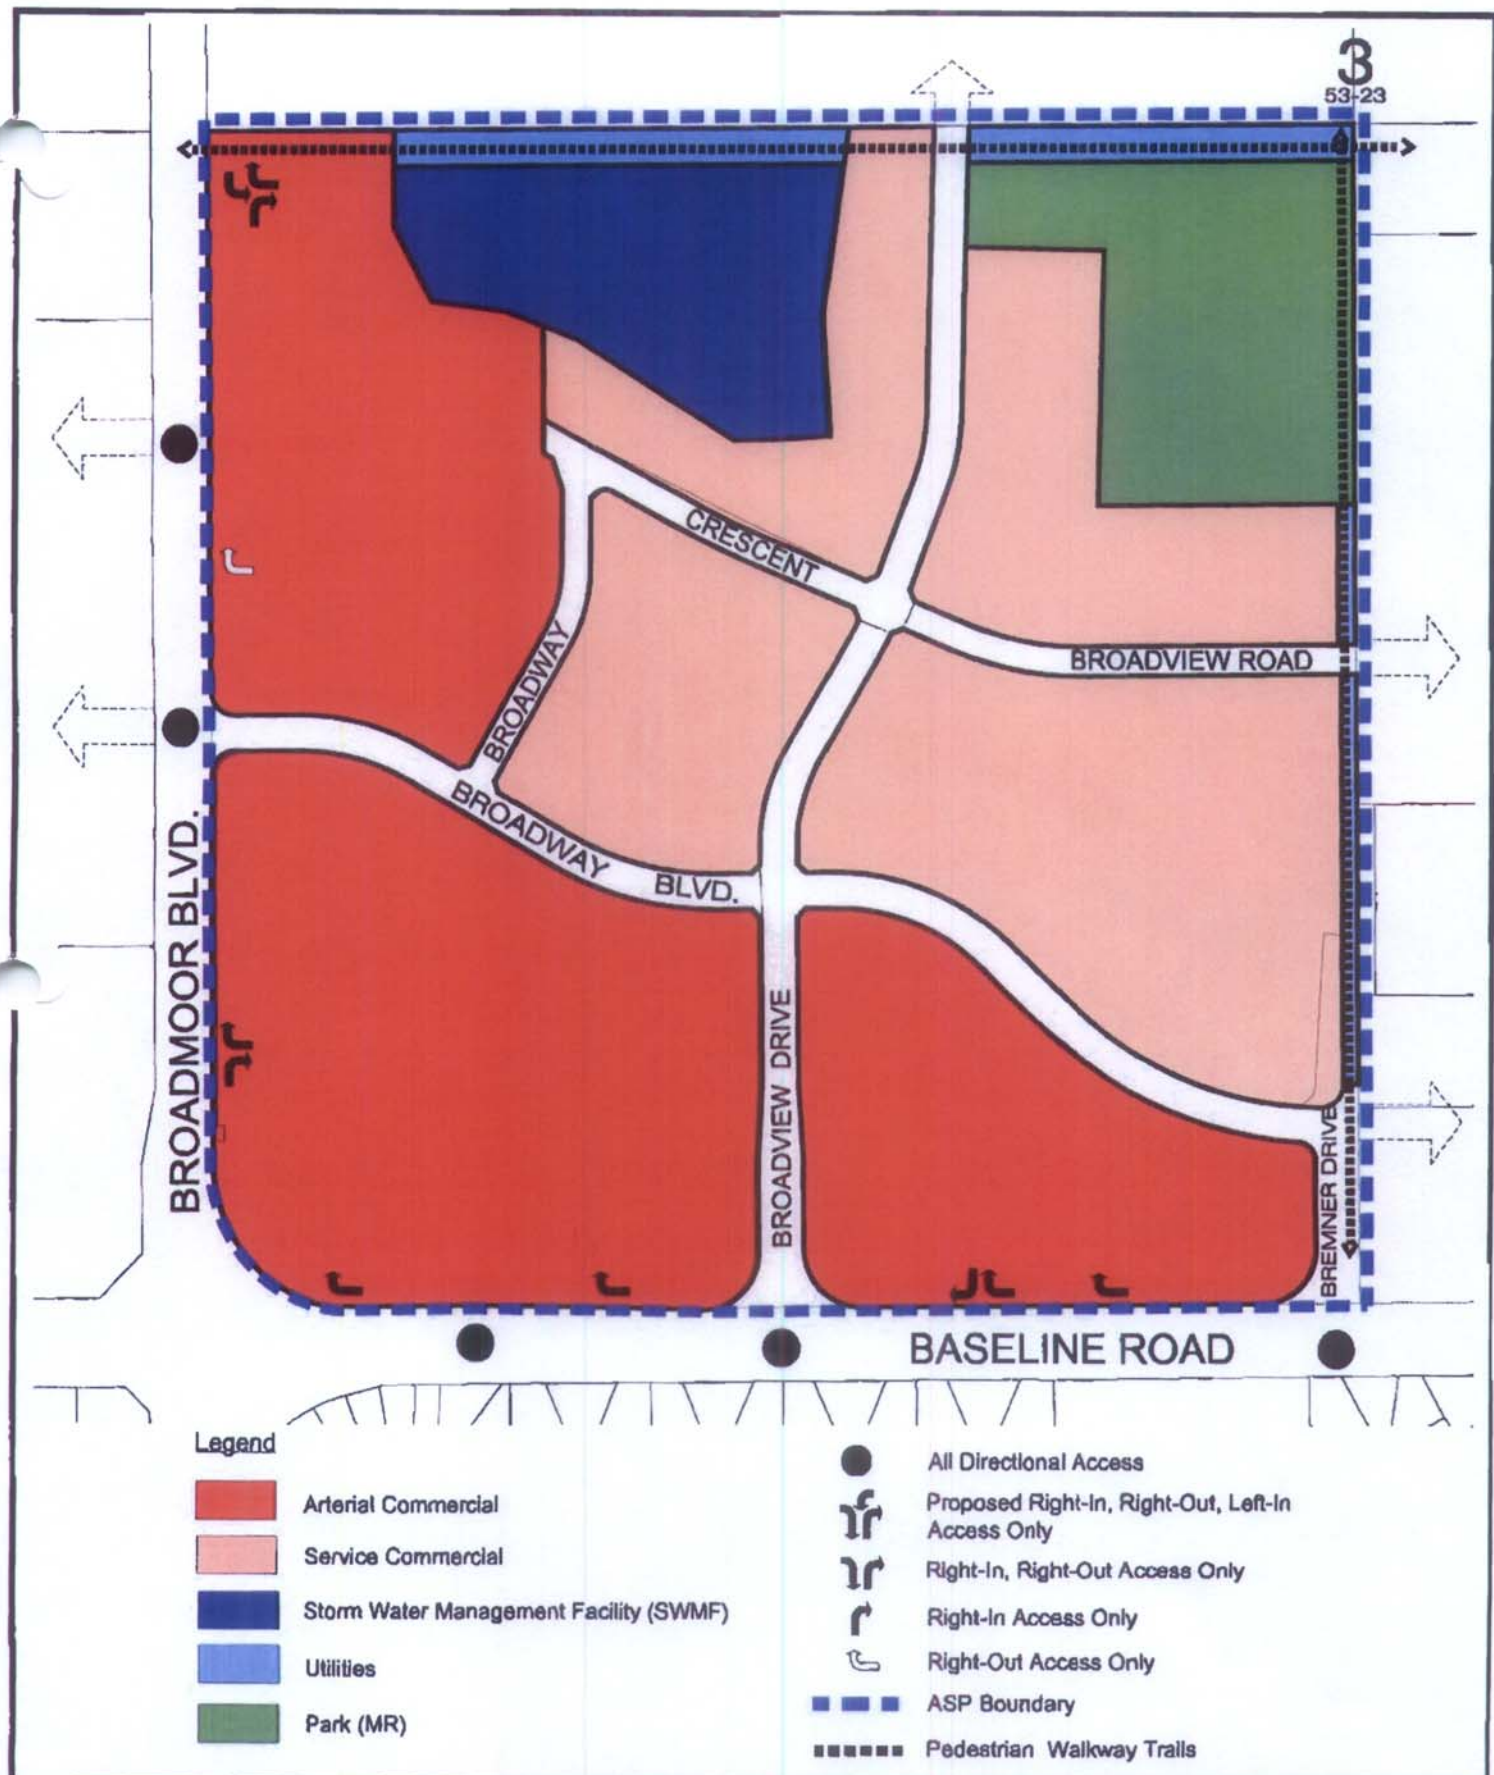 3
53-23
CRESCENT
BROADVIEW ROAD
BROADWAY
BROADWAY BLVD.
BROADMOOR BLVD.
BROADVIEW DRIVE
BREMNER DRIVE
BASELINE ROAD
Legend
Arterial Commercial
Service Commercial
Storm Water Management Facility (SWMF)
Utilities
Park (MR)
All Directional Access
Proposed Right-In, Right-Out, Left-In
Access Only
Right-In, Right-Out Access Only
Right-In Access Only
Right-Out Access Only
ASP Boundary
Pedestrian Walkway Trails